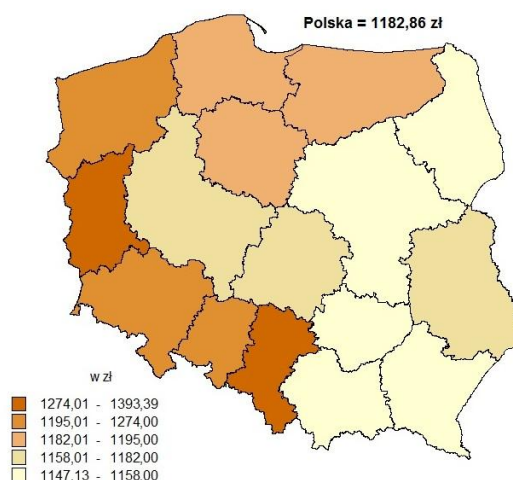 Polska = 1182,86 zł
w zł
1274,01 - 1393,39
1195,01 - 1274,00
1182,01 - 1195,00
1158,01 - 1182,00
1147,13 - 1158,00